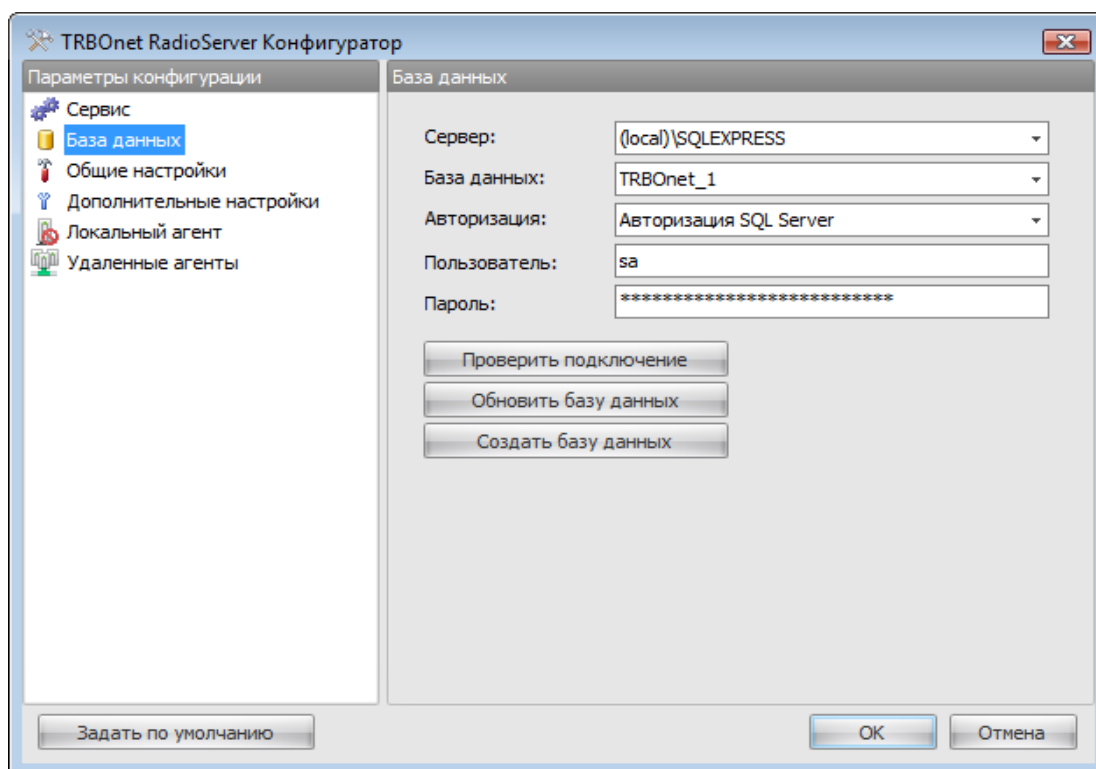 TRBOnet RadioServer Конфигуратор
Параметры конфигурации
Сервис
База данных
Общие настройки
Дополнительные настройки
Локальный агент
Удаленные агенты
База данных
Сервер: (local)\SQLEXPRESS
База данных: TRBOnet_1
Авторизация: Авторизация SQL Server
Пользователь: sa
Пароль: **************************
Проверить подключение
Обновить базу данных
Создать базу данных
Задать по умолчанию
OK
Отмена